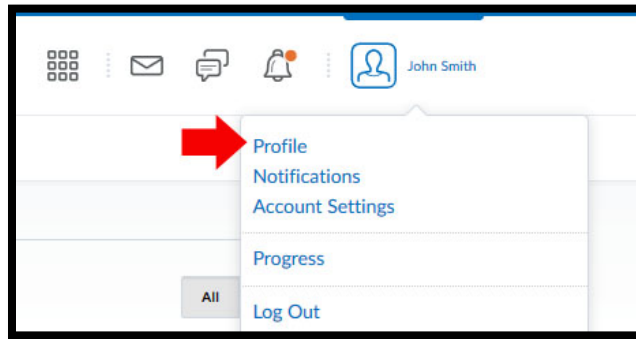 John Smith
Profile
Notifications
Account Settings
Progress
All
Log Out